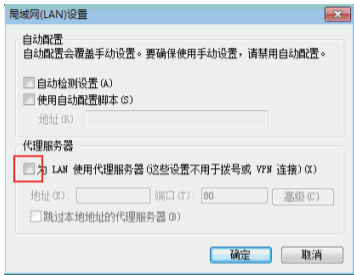 局域网(LAN)设置
自动配置
自动配置会覆盖手动设置。要确保使用手动设置，请禁用自动配置。
自动检测设置(A)
使用自动配置脚本(S)
地址(R)
代理服务器
为 LAN 使用代理服务器(这些设置不用于拨号或 VPN 连接)(X)
地址(E): 端口(T): 80 高级(C)
跳过本地地址的代理服务器(B)
确定 取消